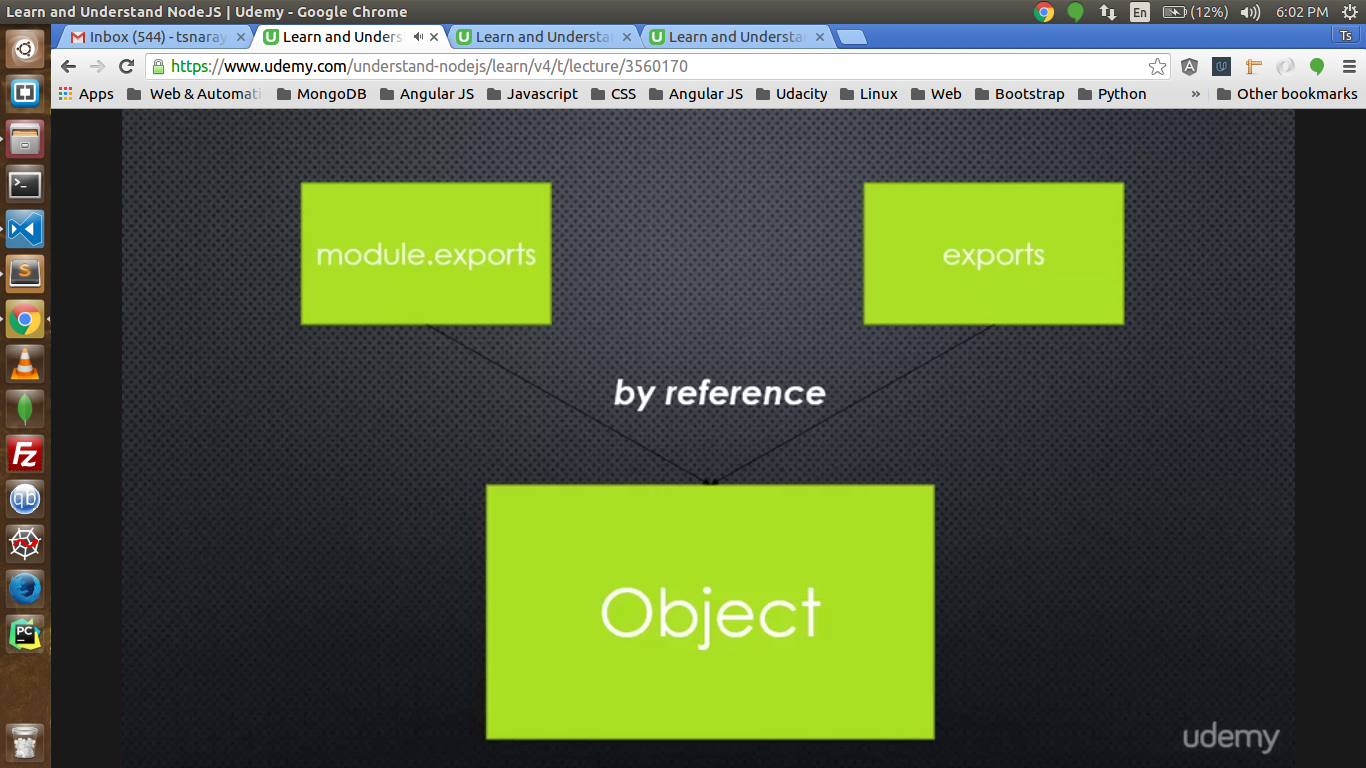 Learn and Understand NodeJS | Udemy - Google Chrome
En
(12%)
6:02 PM
Inbox (544) - tsnaray
Learn and Unders
Learn and Understa
Learn and Understa
Ts
https://www.udemy.com/understand-nodejs/learn/v4/t/lecture/3560170
Apps
Web & Automati
MongoDB
Angular JS
Javascript
CSS
Angular JS
Udacity
Linux
Web
Bootstrap
Python
»
Other bookmarks
module.exports
exports
by reference
Object
udemy
S
FZ
qb
PC